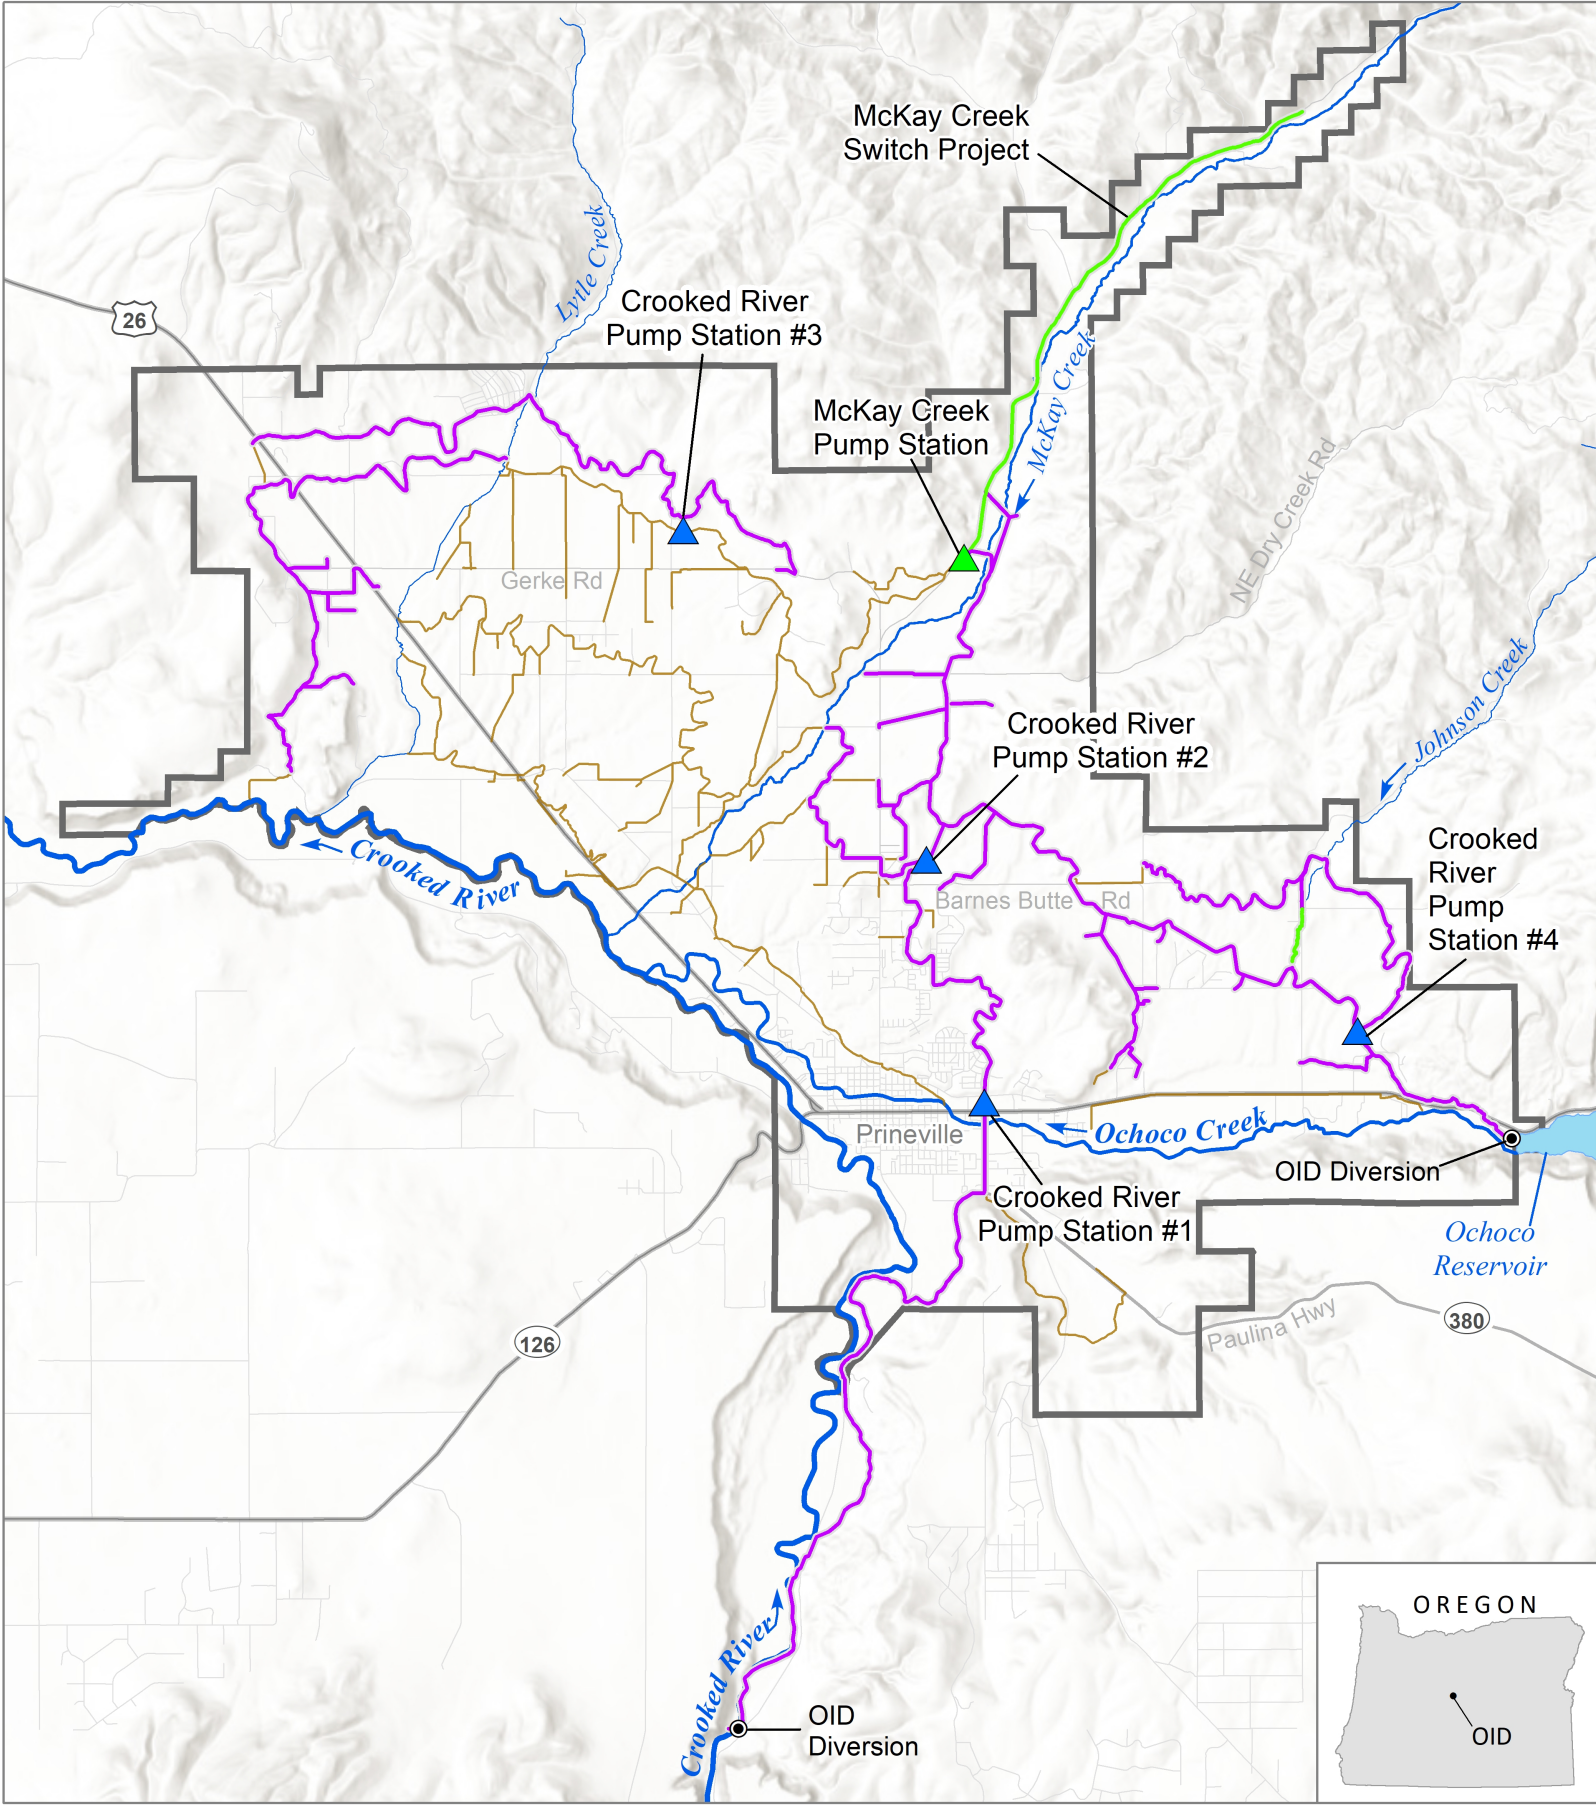 McKay Creek
Switch Project
Lytle Creek
26
Crooked River
Pump Station #3
McKay Creek
McKay Creek
Pump Station
NE Dry Creek Rd
Gerke Rd
Johnson Creek
Crooked River
Pump Station #2
Crooked River
Crooked
River
Pump
Station #4
Barnes Butte Rd
Prineville
Ochoco Creek
OID Diversion
Crooked River
Pump Station #1
Ochoco
Reservoir
126
Paulina Hwy
380
OREGON
OID
Crooked River
OID
Diversion